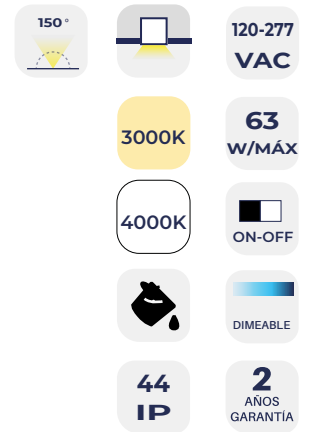 150°
120-277
VAC
3000K
63
W/MÁX
4000K
ON-OFF
DIMEABLE
44
IP
2
AÑOS
GARANTÍA